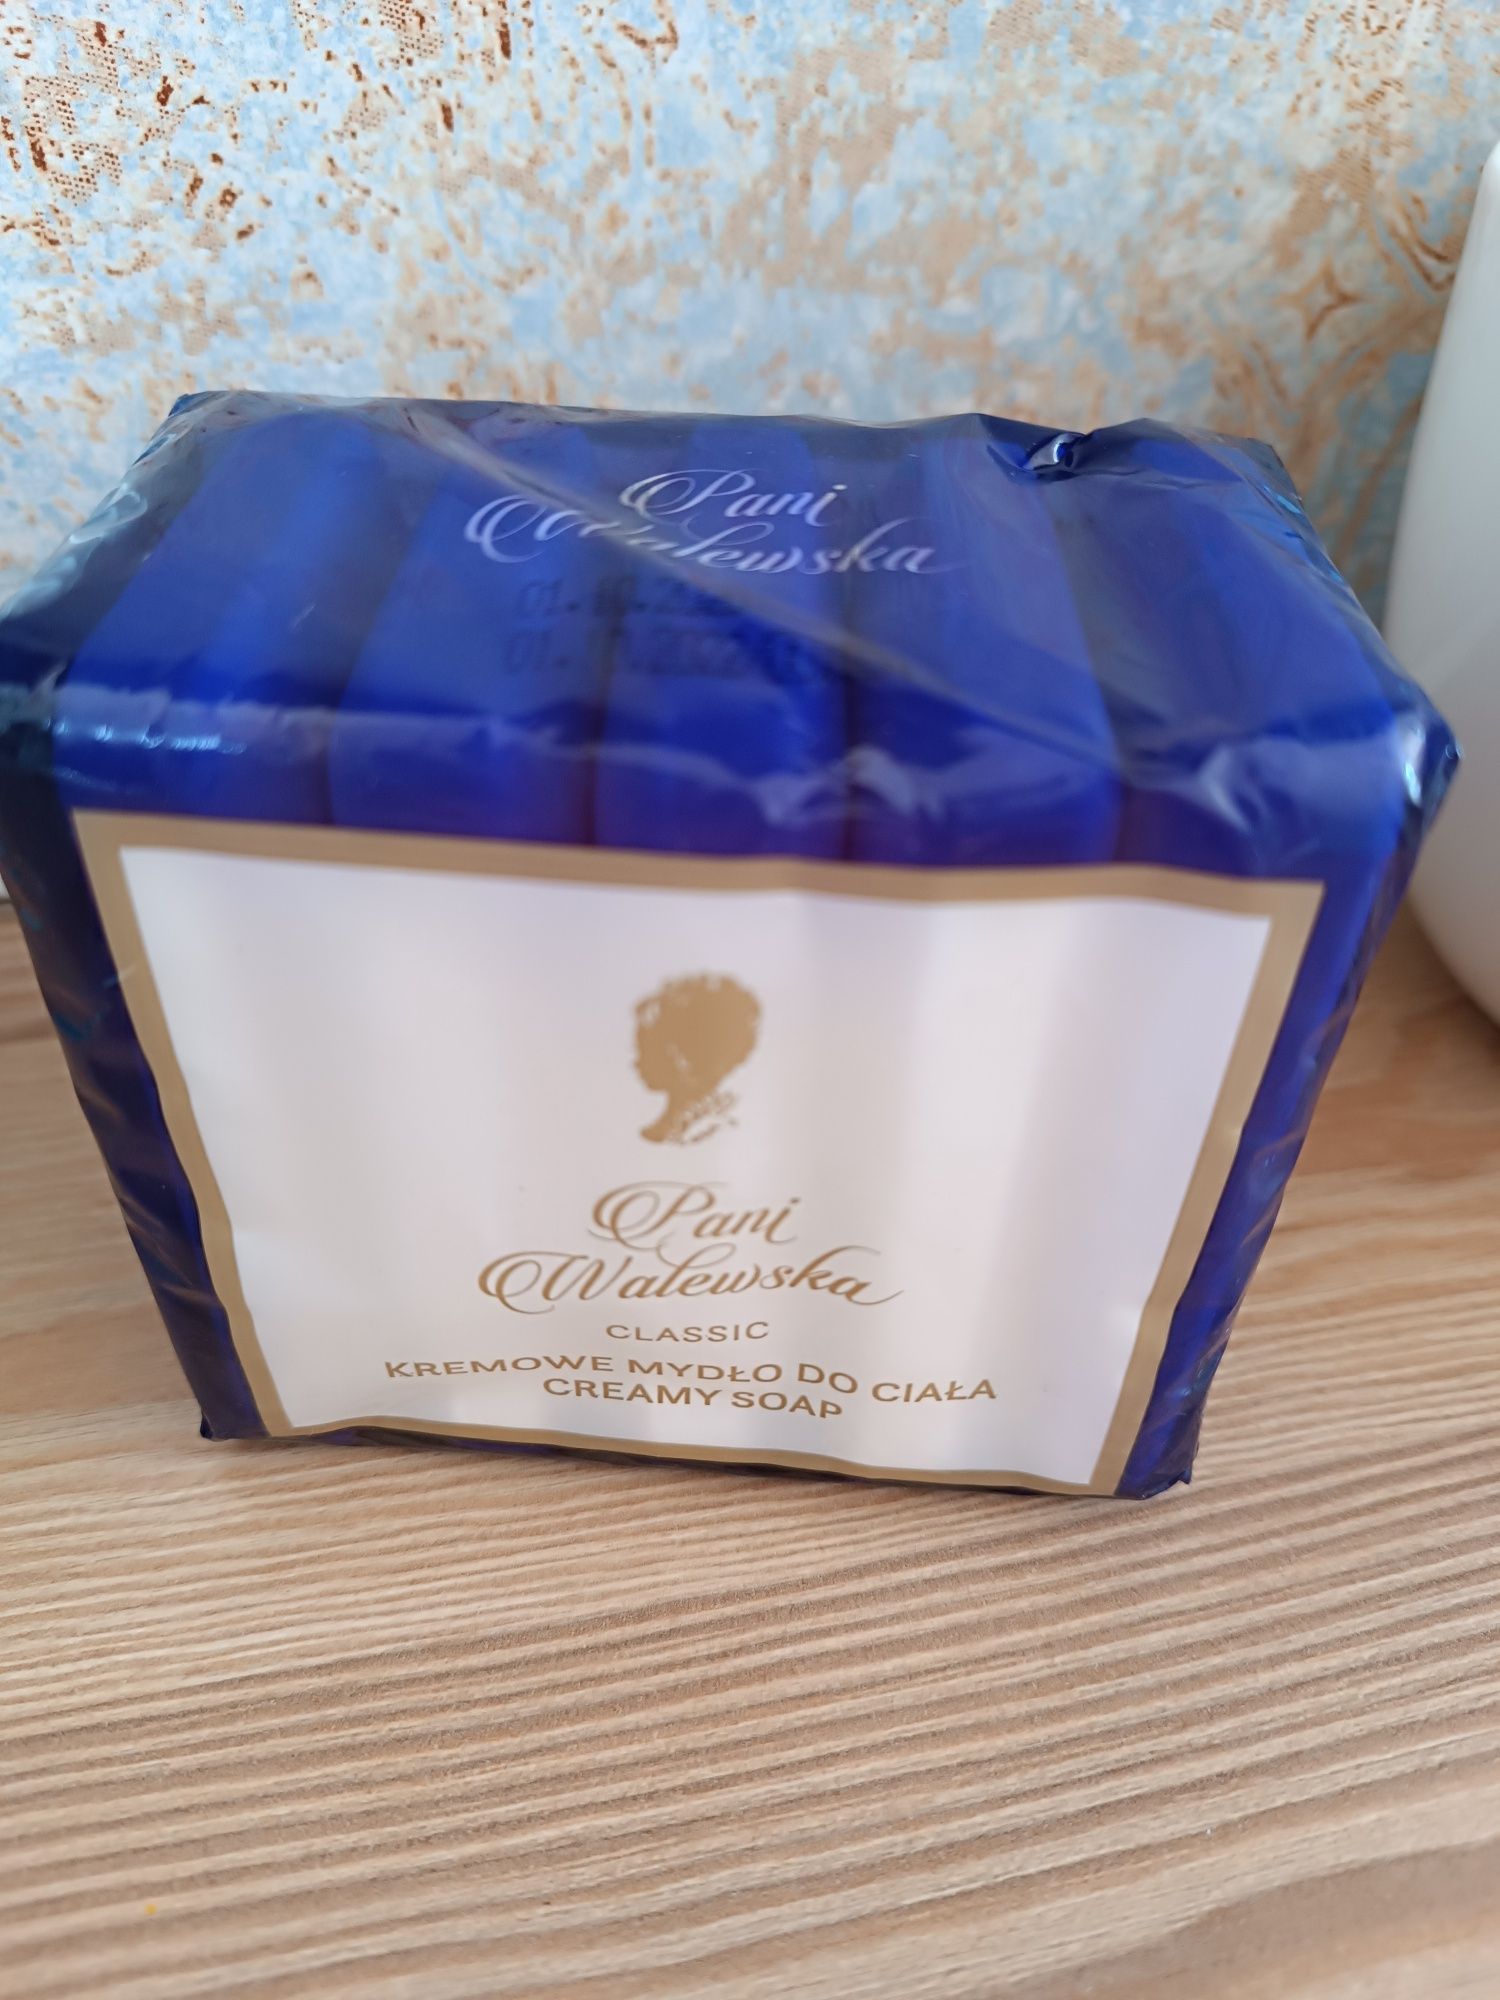 Pani
Walewska
Pani
Walewska
CLASSIC
KREMOWE MYDŁO DO CIAŁA
CREAMY SOAP